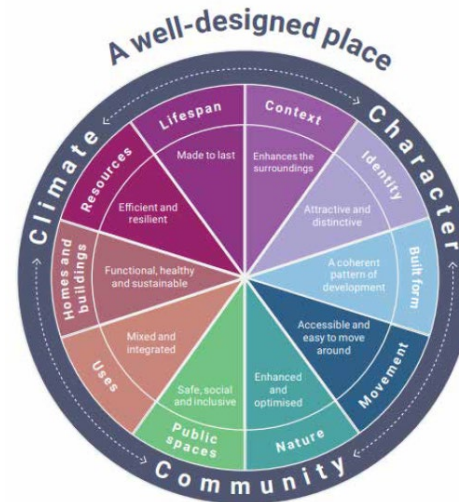 A well-designed place
Climate
Character
Community
Context
Enhances the
surroundings
Identity
Attractive and
distinctive
Built form
A coherent
pattern of
development
Movement
Accessible and
easy to move
around
Nature
Enhanced
and
optimised
Public
spaces
Safe, social
and inclusive
Uses
Mixed and
integrated
Homes and
buildings
Functional, healthy
and sustainable
Resources
Efficient and
resilient
Lifespan
Made to last